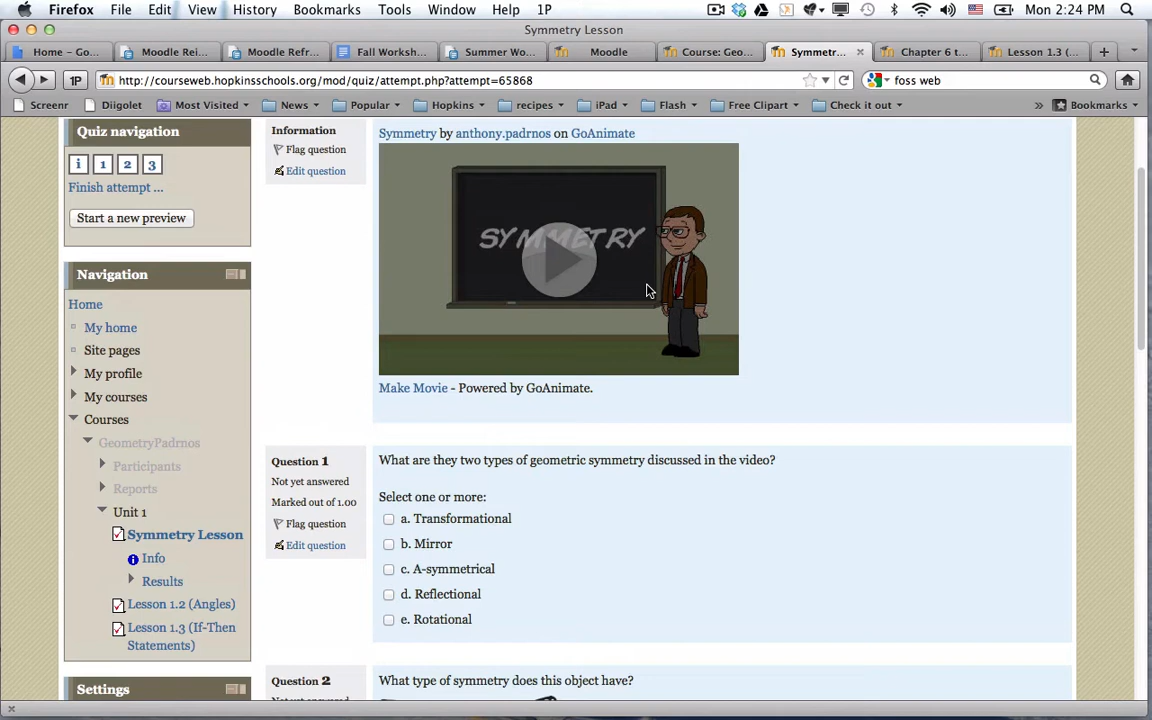 Firefox File Edit View History Bookmarks Tools Window Help 1P Mon 2:24 PM
Symmetry Lesson
Home – Go... Moodle Rei... Moodle Refr... Fall Worksh... Summer Wo... Moodle Course: Geo... Symmetr... Chapter 6 t... Lesson 1.3 (...
1P http://courseweb.hopkinsschools.org/mod/quiz/attempt.php?attempt=65868 foss web
Screenr Diigolet Most Visited News Popular Hopkins recipes iPad Flash Free Clipart Check it out » Bookmarks
Quiz navigation
i 1 2 3
Finish attempt ...
Start a new preview
Navigation
Home
My home
Site pages
My profile
My courses
Courses
GeometryPadrnos
Participants
Reports
Unit 1
Symmetry Lesson
Info
Results
Lesson 1.2 (Angles)
Lesson 1.3 (If-Then
Statements)
Settings
Information
Flag question
Edit question
Symmetry by anthony.padrnos on GoAnimate
SYMMETRY
Make Movie - Powered by GoAnimate.
Question 1
Not yet answered
Marked out of 1.00
Flag question
Edit question
What are they two types of geometric symmetry discussed in the video?
Select one or more:
a. Transformational
b. Mirror
c. A-symmetrical
d. Reflectional
e. Rotational
Question 2
What type of symmetry does this object have?